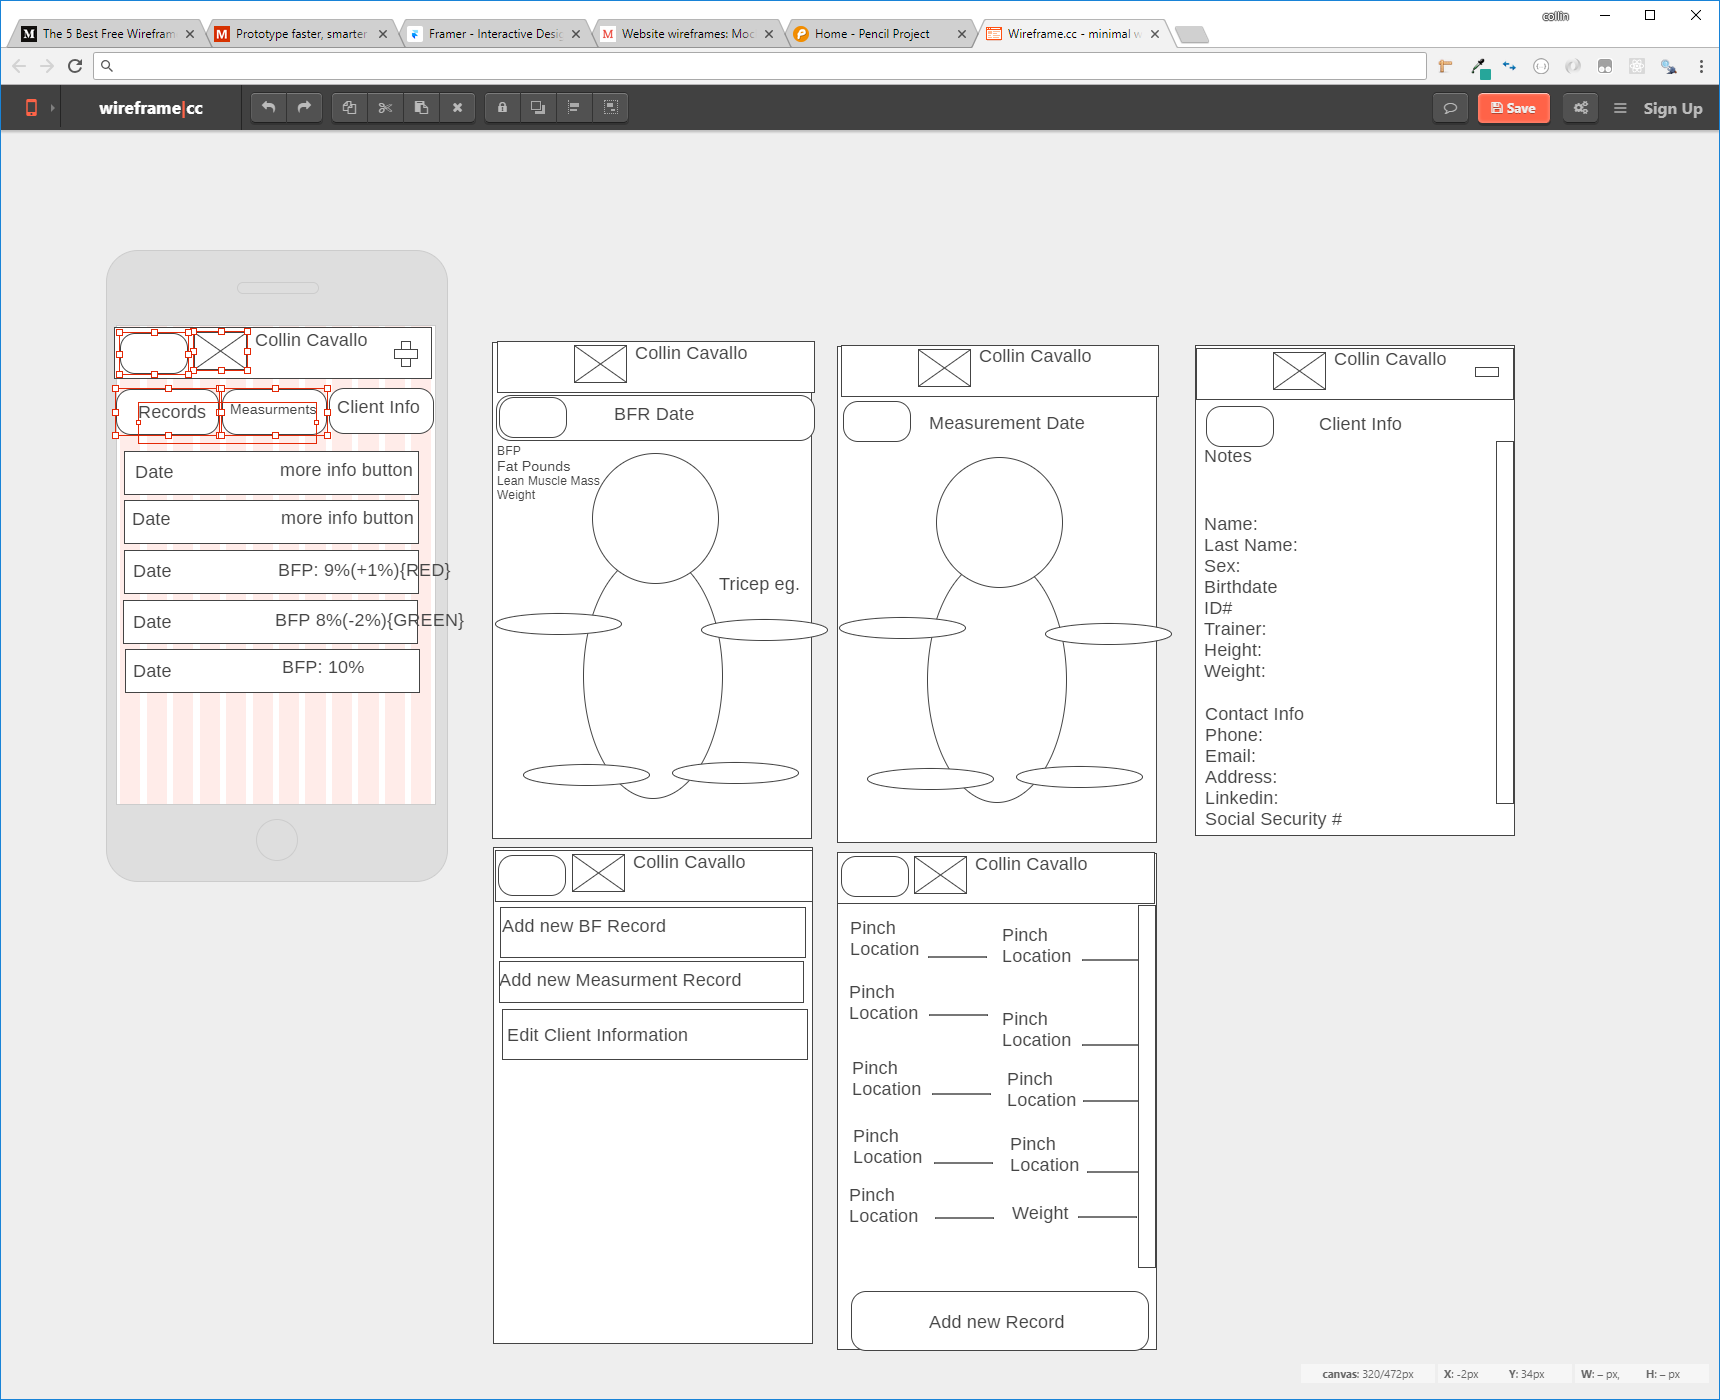 collin
The 5 Best Free Wirefram
Prototype faster, smarter
Framer - Interactive Desi
Website wireframes: Moc
Home - Pencil Project
Wireframe.cc - minimal w
wireframe|cc
Save
Sign Up
Collin Cavallo
Records
Measurments
Client Info
Date
more info button
Date
more info button
Date
BFP: 9%(+1%){RED}
Date
BFP 8%(-2%){GREEN}
Date
BFP: 10%
Collin Cavallo
BFR Date
BFP
Fat Pounds
Lean Muscle Mass
Weight
Tricep eg.
Collin Cavallo
Measurement Date
Collin Cavallo
Client Info
Notes
Name:
Last Name:
Sex:
Birthdate
ID#
Trainer:
Height:
Weight:
Contact Info
Phone:
Email:
Address:
Linkedin:
Social Security #
Collin Cavallo
Add new BF Record
Add new Measurment Record
Edit Client Information
Collin Cavallo
Pinch
Location
Pinch
Location
Pinch
Location
Pinch
Location
Pinch
Location
Pinch
Location
Pinch
Location
Pinch
Location
Pinch
Location
Weight
Add new Record
canvas: 320/472px
X: -2px
Y: 34px
W: – px,
H: – px